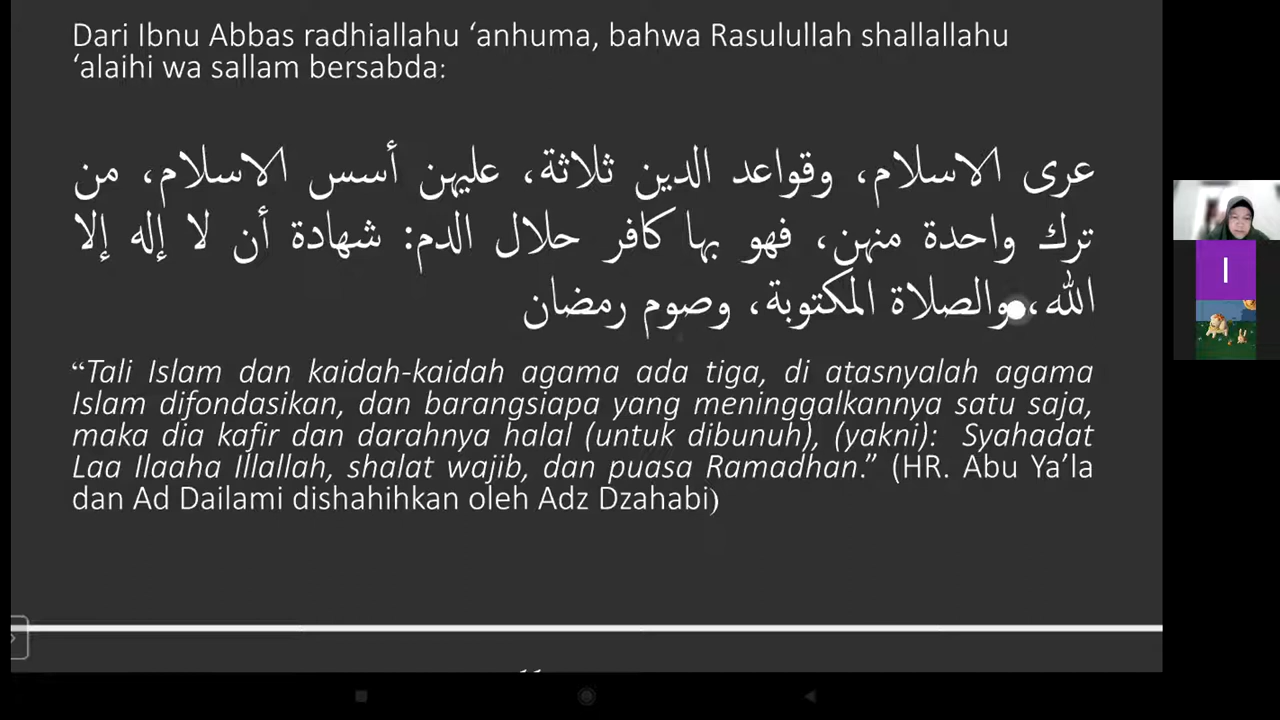 Dari Ibnu Abbas radhiallahu ‘anhuma, bahwa Rasulullah shallallahu
‘alaihi wa sallam bersabda:
عرى الاسلام، وقواعد الدين ثلاثة، عليهن أسس الاسلام، من
ترك واحدة منهن، فهو بها كافر حلال الدم: شهادة أن لا إله إلا
الله، والصلاة المكتوبة، وصوم رمضان
“Tali Islam dan kaidah-kaidah agama ada tiga, di atasnyalah agama
Islam difondasikan, dan barangsiapa yang meninggalkannya satu saja,
maka dia kafir dan darahnya halal (untuk dibunuh), (yakni): Syahadat
Laa Ilaaha Illallah, shalat wajib, dan puasa Ramadhan.” (HR. Abu Ya’la
dan Ad Dailami dishahihkan oleh Adz Dzahabi)
I